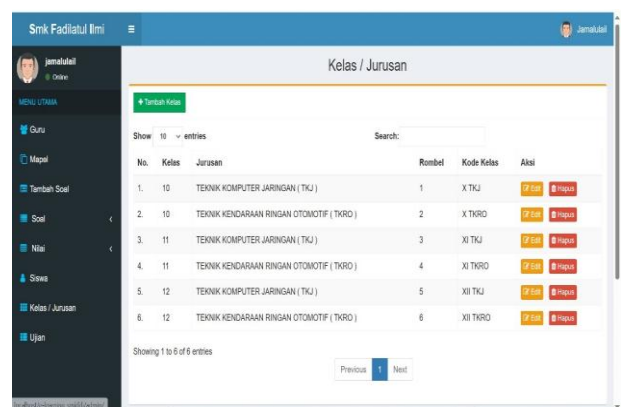 Smk Fadilatul Ilmi
Jamalulail
jamalulail
Online
MENU UTAMA
Guru
Mapel
Tambah Soal
Soal
Nilai
Siswa
Kelas / Jurusan
Ujian
Kelas / Jurusan
Tambah Kelas
Show 10 entries Search:
No. Kelas Jurusan Rombel Kode Kelas Aksi
1. 10 TEKNIK KOMPUTER JARINGAN ( TKJ ) 1 X TKJ Edit Hapus
2. 10 TEKNIK KENDARAAN RINGAN OTOMOTIF ( TKRO ) 2 X TKRO Edit Hapus
3. 11 TEKNIK KOMPUTER JARINGAN ( TKJ ) 3 XI TKJ Edit Hapus
4. 11 TEKNIK KENDARAAN RINGAN OTOMOTIF ( TKRO ) 4 XI TKRO Edit Hapus
5. 12 TEKNIK KOMPUTER JARINGAN ( TKJ ) 5 XII TKJ Edit Hapus
6. 12 TEKNIK KENDARAAN RINGAN OTOMOTIF ( TKRO ) 6 XII TKRO Edit Hapus
Showing 1 to 6 of 6 entries
Previous 1 Next